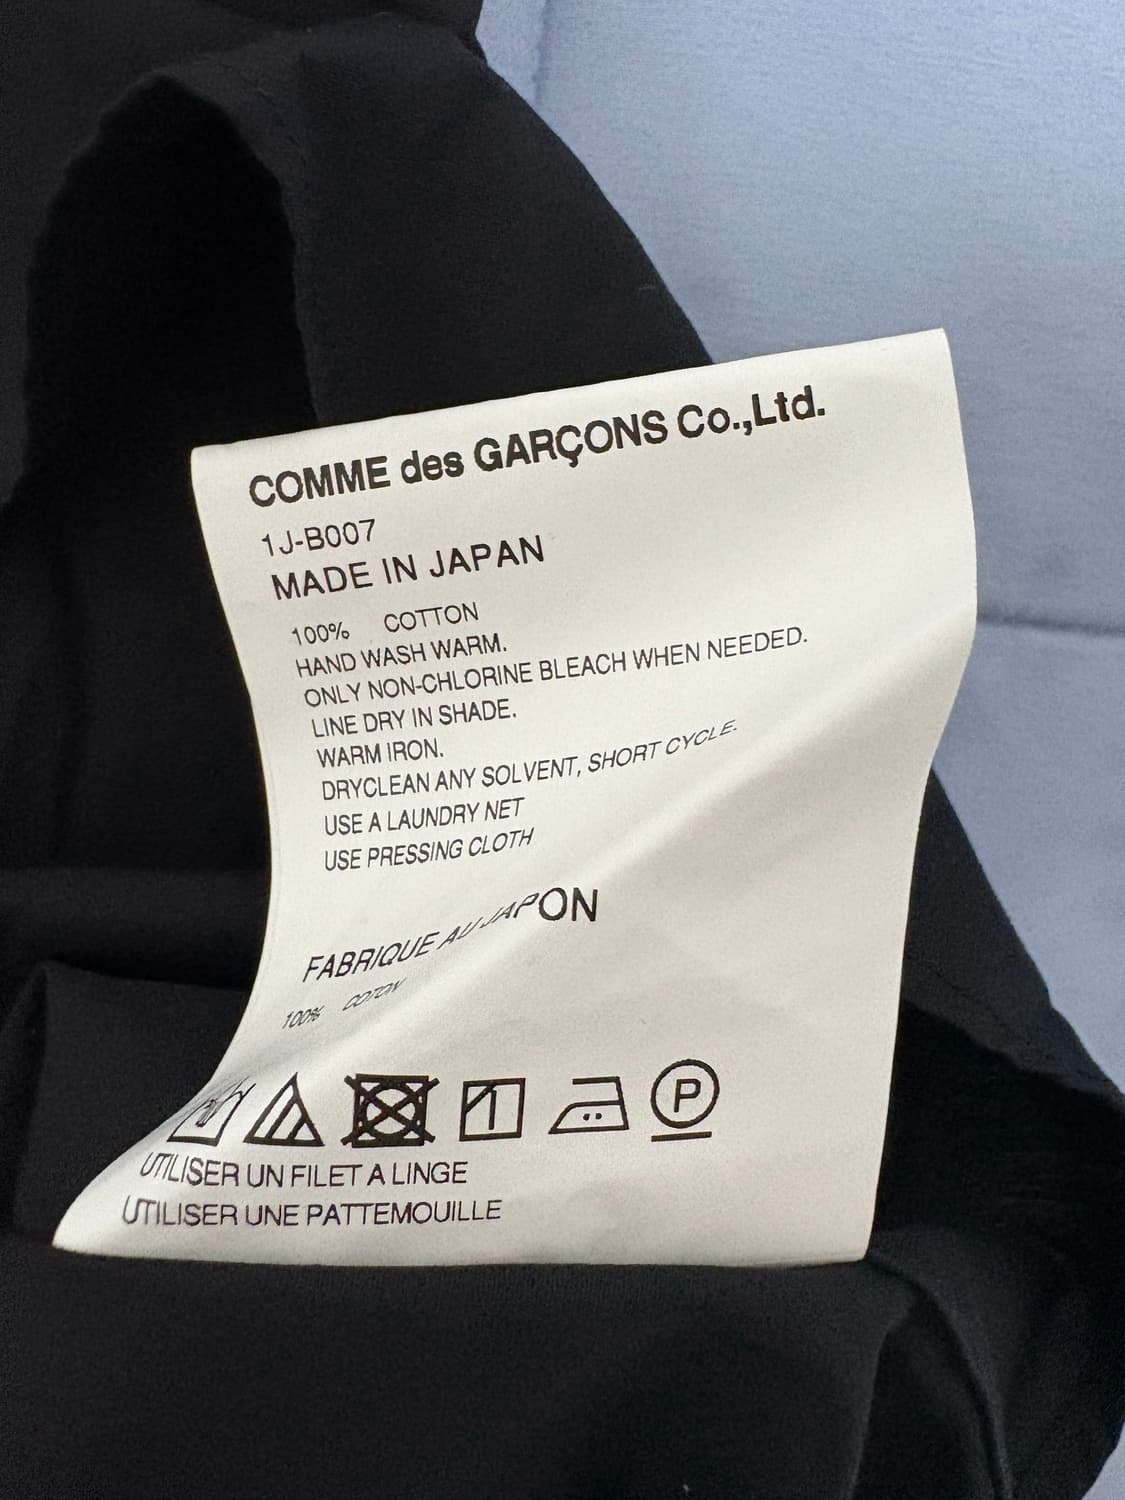 COMME des GARÇONS Co.,Ltd.
1J-B007
MADE IN JAPAN
100% COTTON
HAND WASH WARM.
ONLY NON-CHLORINE BLEACH WHEN NEEDED.
LINE DRY IN SHADE.
WARM IRON.
DRYCLEAN ANY SOLVENT, SHORT CYCLE.
USE A LAUNDRY NET
USE PRESSING CLOTH
FABRIQUE AU JAPON
100% COTON
P
UTILISER UN FILET A LINGE
UTILISER UNE PATTEMOUILLE